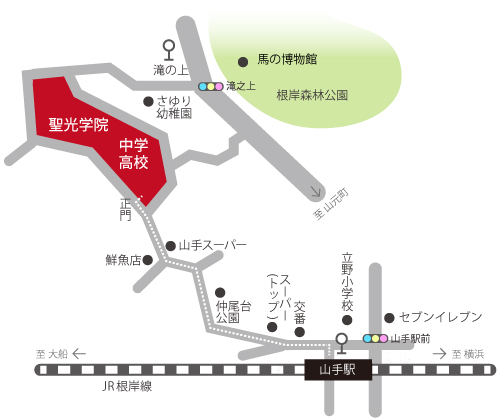 馬の博物館
滝の上
滝之上
根岸森林公園
さゆり
幼稚園
聖光学院
中学
高校
至 山元町
正門
山手スーパー
鮮魚店
立野小学校
スーパー
(トップ)
交番
仲尾台
公園
セブンイレブン
山手駅前
至 大船
至 横浜
山手駅
JR根岸線